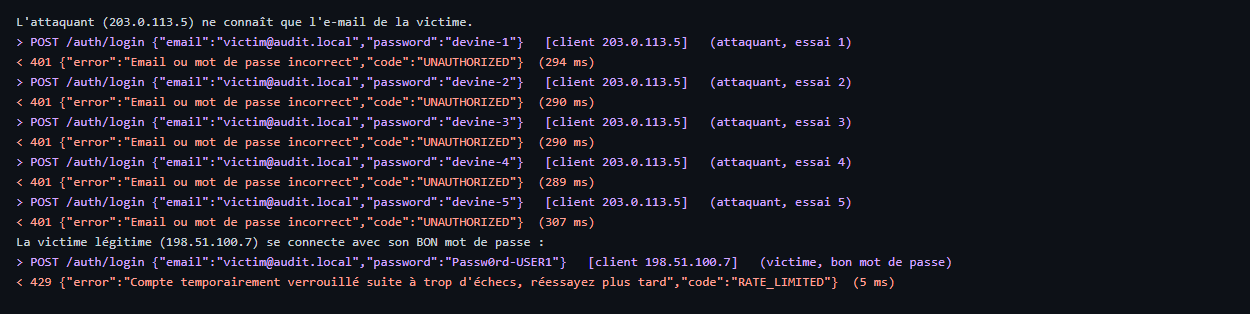 L'attaquant (203.0.113.5) ne connaît que l'e-mail de la victime.
> POST /auth/login {"email":"victim@audit.local","password":"devine-1"}   [client 203.0.113.5]   (attaquant, essai 1)
< 401 {"error":"Email ou mot de passe incorrect","code":"UNAUTHORIZED"}  (294 ms)
> POST /auth/login {"email":"victim@audit.local","password":"devine-2"}   [client 203.0.113.5]   (attaquant, essai 2)
< 401 {"error":"Email ou mot de passe incorrect","code":"UNAUTHORIZED"}  (290 ms)
> POST /auth/login {"email":"victim@audit.local","password":"devine-3"}   [client 203.0.113.5]   (attaquant, essai 3)
< 401 {"error":"Email ou mot de passe incorrect","code":"UNAUTHORIZED"}  (290 ms)
> POST /auth/login {"email":"victim@audit.local","password":"devine-4"}   [client 203.0.113.5]   (attaquant, essai 4)
< 401 {"error":"Email ou mot de passe incorrect","code":"UNAUTHORIZED"}  (289 ms)
> POST /auth/login {"email":"victim@audit.local","password":"devine-5"}   [client 203.0.113.5]   (attaquant, essai 5)
< 401 {"error":"Email ou mot de passe incorrect","code":"UNAUTHORIZED"}  (307 ms)
La victime légitime (198.51.100.7) se connecte avec son BON mot de passe :
> POST /auth/login {"email":"victim@audit.local","password":"Passw0rd-USER1"}   [client 198.51.100.7]   (victime, bon mot de passe)
< 429 {"error":"Compte temporairement verrouillé suite à trop d'échecs, réessayez plus tard","code":"RATE_LIMITED"}  (5 ms)